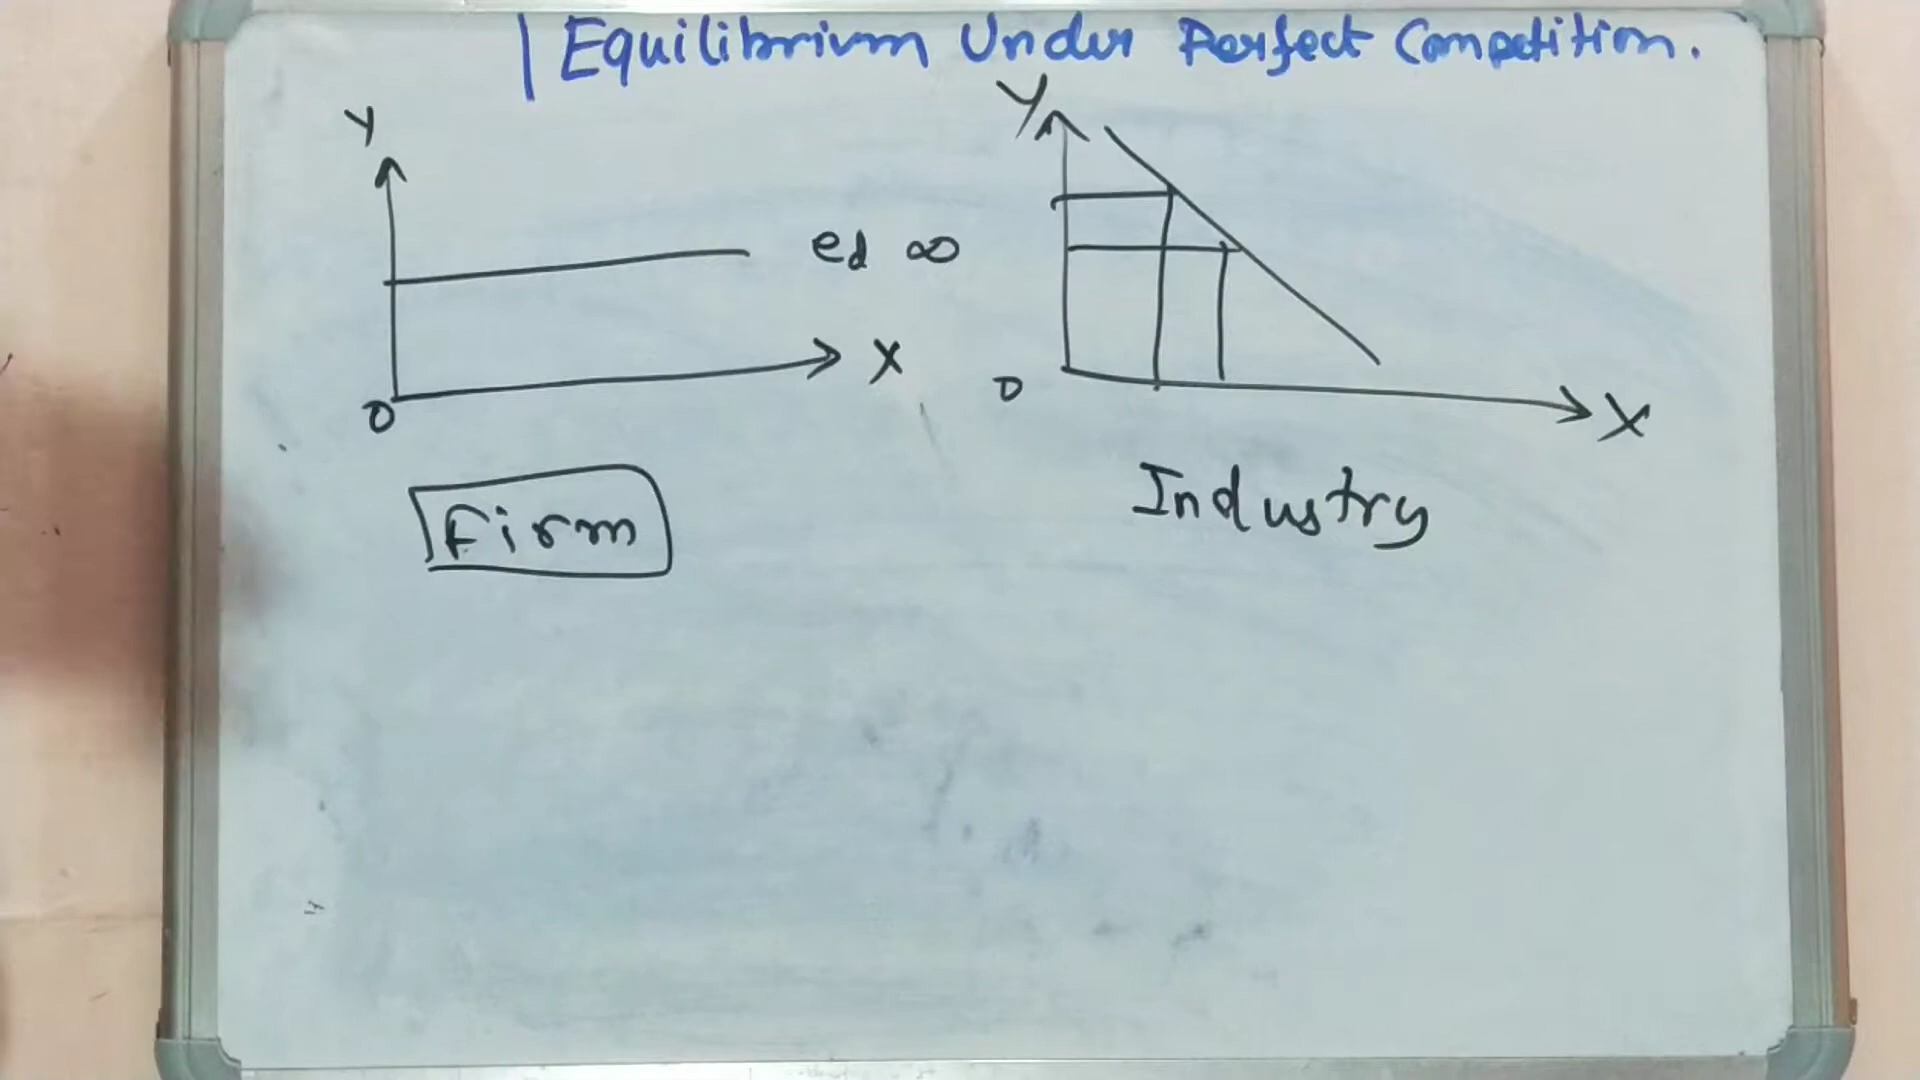 Equilibrium Under Perfect Competition.
Y
Y
ed ∞
X
O
O
X
Firm
Industry